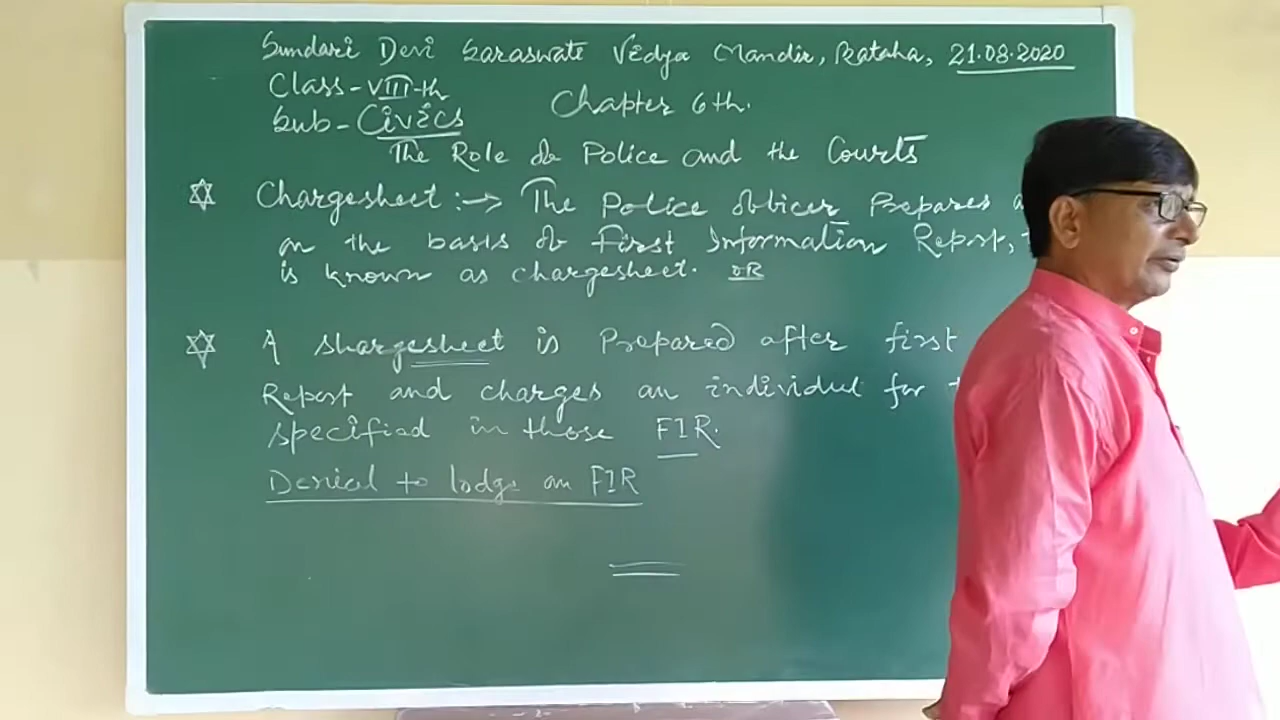 Sundari Devi Saraswate Vidya Mandir, Rataha, 21.08.2020
Class-VIII-th
Chapter 6th.
Sub-Civics
The Role of Police and the Courts
Chargesheet :→ The Police officer Prepares a
on the basis of First Information Report,
is known as chargesheet. OR
A shargesheet is Prepared after first
Report and charges an individul for t
specified in those FIR.
Denial to lodge an FIR